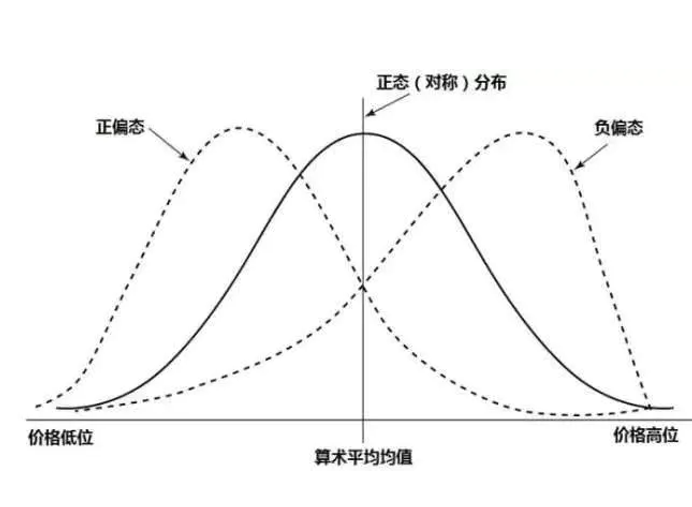 正态（对称）分布
正偏态
负偏态
价格低位
价格高位
算术平均均值